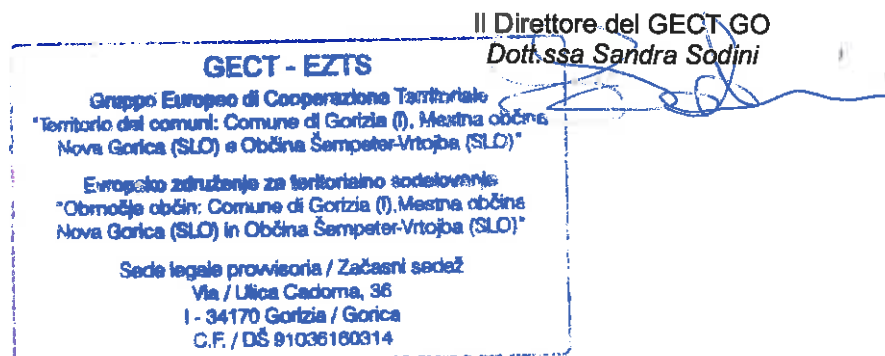 Il Direttore del GECT GO
Dott.ssa Sandra Sodini
GECT - EZTS
Gruppo Europeo di Cooperazione Territoriale
"Territorio dei comuni: Comune di Gorizia (I), Mestna občina
Nova Gorica (SLO) e Občina Šempeter-Vrtojba (SLO)"
Evropsko združenje za teritorialno sodelovanje
"Območje občin: Comune di Gorizia (I), Mestna občina
Nova Gorica (SLO) in Občina Šempeter-Vrtojba (SLO)"
Sede legale provvisoria / Začasni sedež
Via / Ulica Cadorna, 36
I - 34170 Gorizia / Gorica
C.F. / DŠ 91036160314